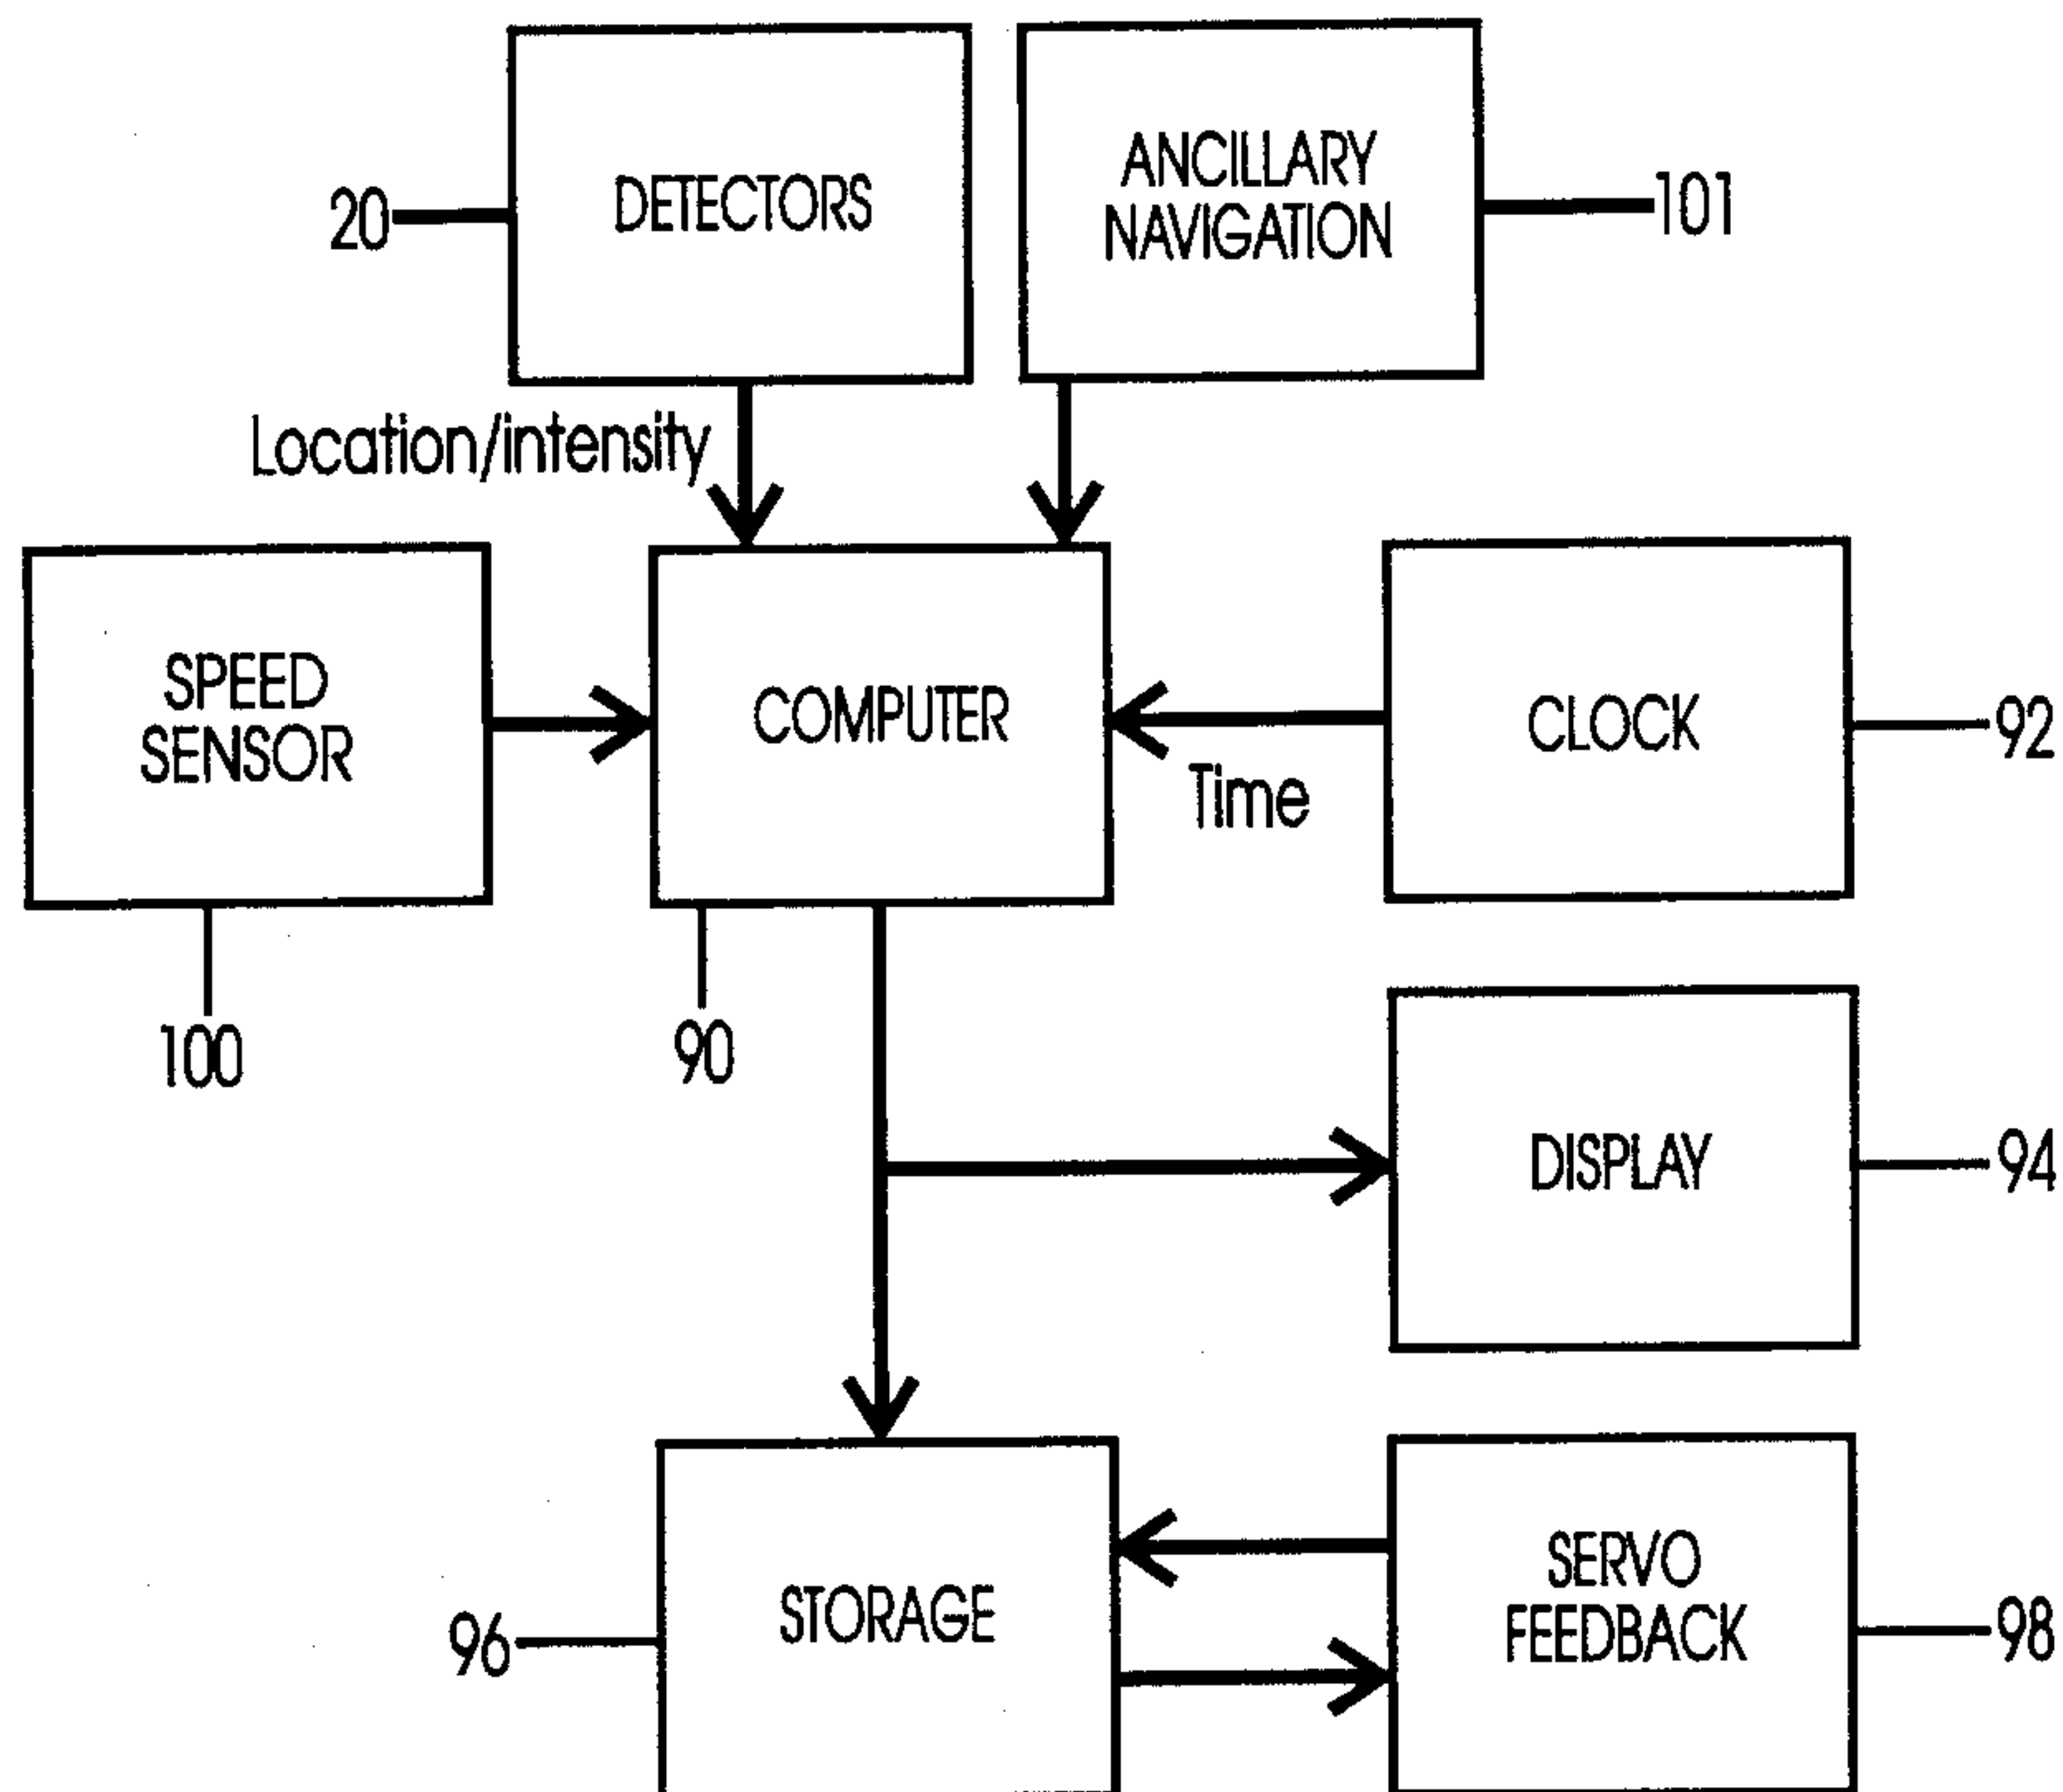 DETECTORS
ANCILLARY
NAVIGATION
20
101
Location/intensity
SPEED
SENSOR
COMPUTER
CLOCK
92
Time
100
90
DISPLAY
94
STORAGE
96
SERVO
FEEDBACK
98